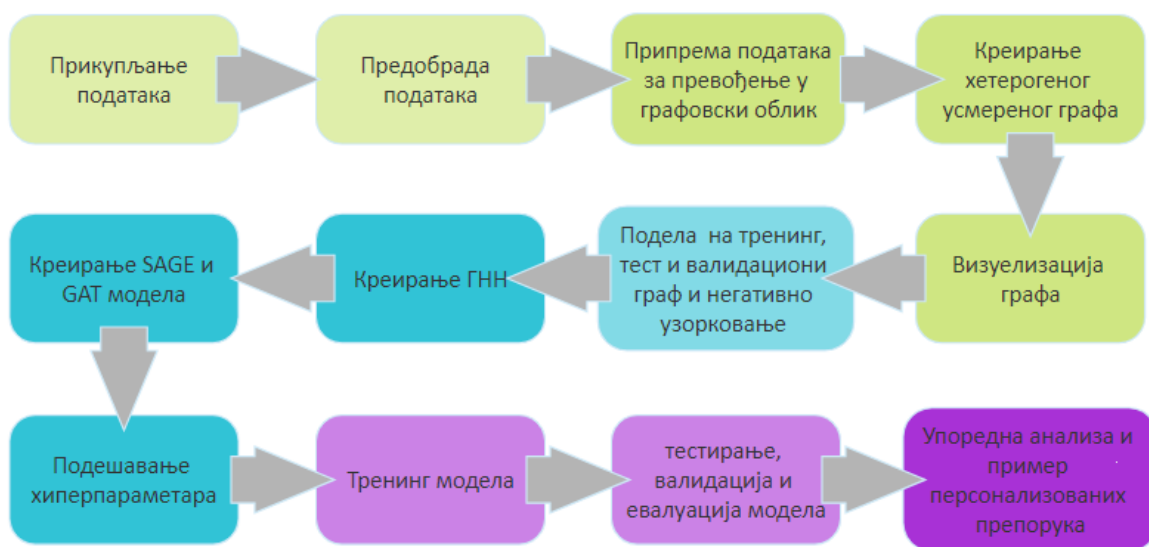 Прикупљање
података
Предобрада
података
Припрема података
за превођење у
графовски облик
Креирање
хетерогеног
усмереног графа
Визуелизација
графа
Подела на тренинг,
тест и валидациони
граф и негативно
узорковање
Креирање ГНН
Креирање SAGE и
GAT модела
Подешавање
хиперпараметара
Тренинг модела
тестирање,
валидација и
евалуација модела
Упоредна анализа и
пример
персонализованих
препорука